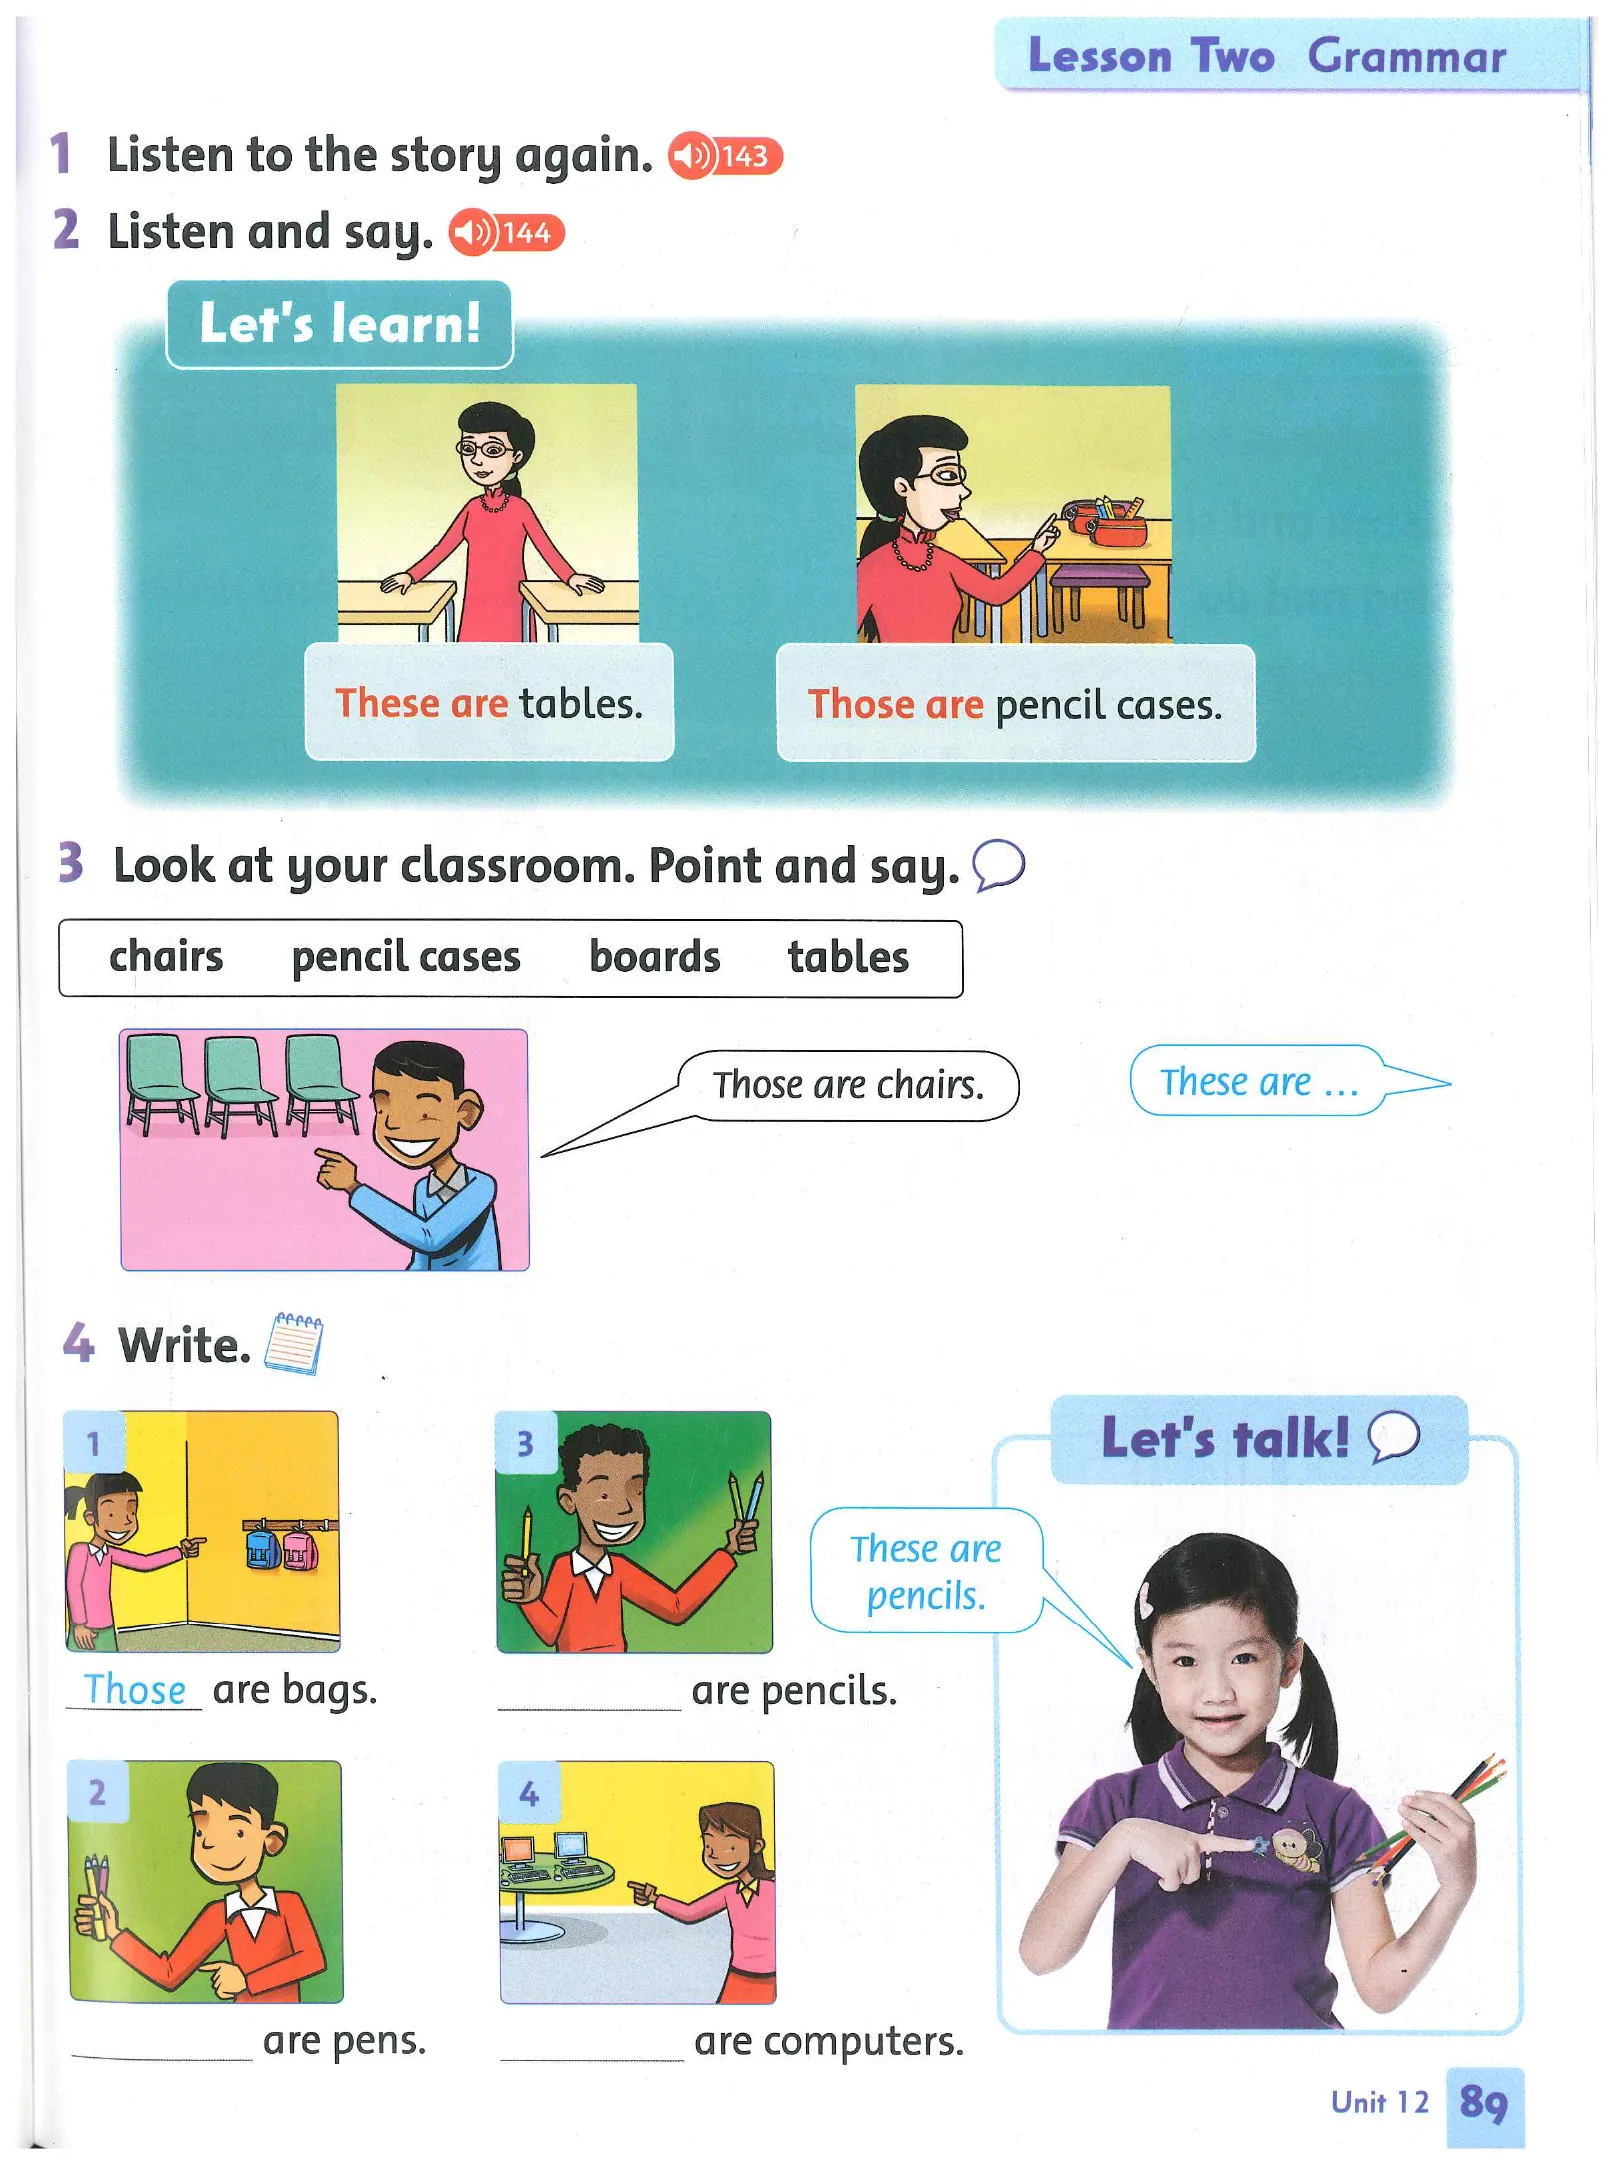 Lesson Two Grammar
1 Listen to the story again. 143
2 Listen and say. 144
Let's learn!
These are tables.
Those are pencil cases.
3 Look at your classroom. Point and say.
chairs pencil cases boards tables
Those are chairs.
These are ...
4 Write.
1
Those are bags.
2
are pens.
3
are pencils.
4
are computers.
Let's talk!
These are
pencils.
Unit 12 89